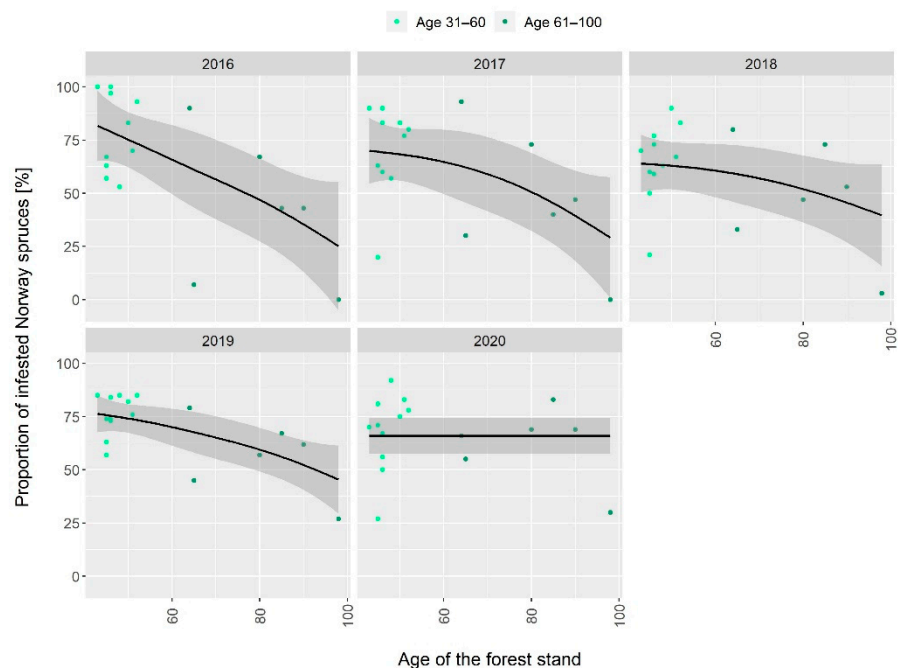 Age 31–60 Age 61–100
2016 2017 2018
100
75
50
25
0
Proportion of infested Norway spruces [%]
60 80 100
2019 2020
100
75
50
25
0
60 80 100 60 80 100
Age of the forest stand